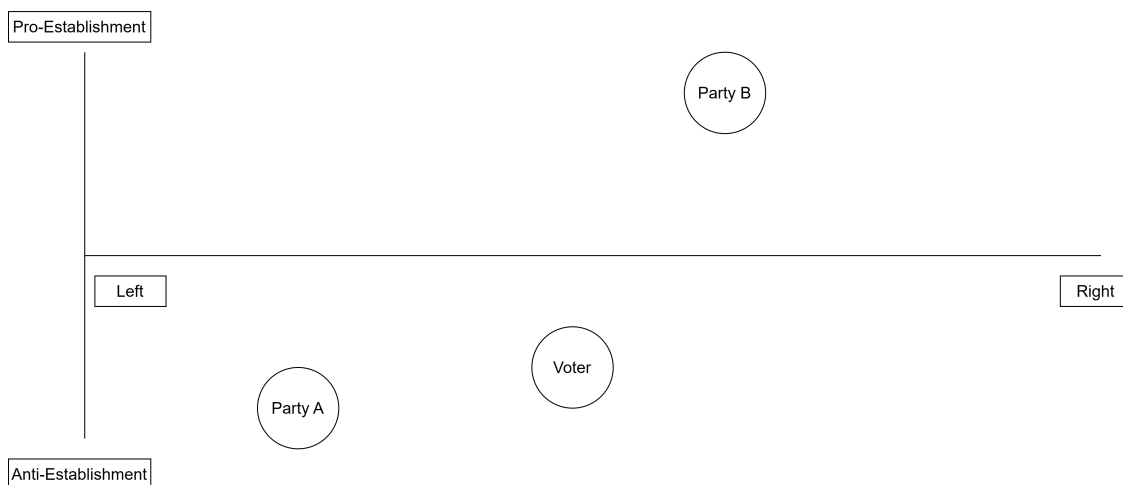 Pro-Establishment
Party B
Left
Right
Voter
Party A
Anti-Establishment